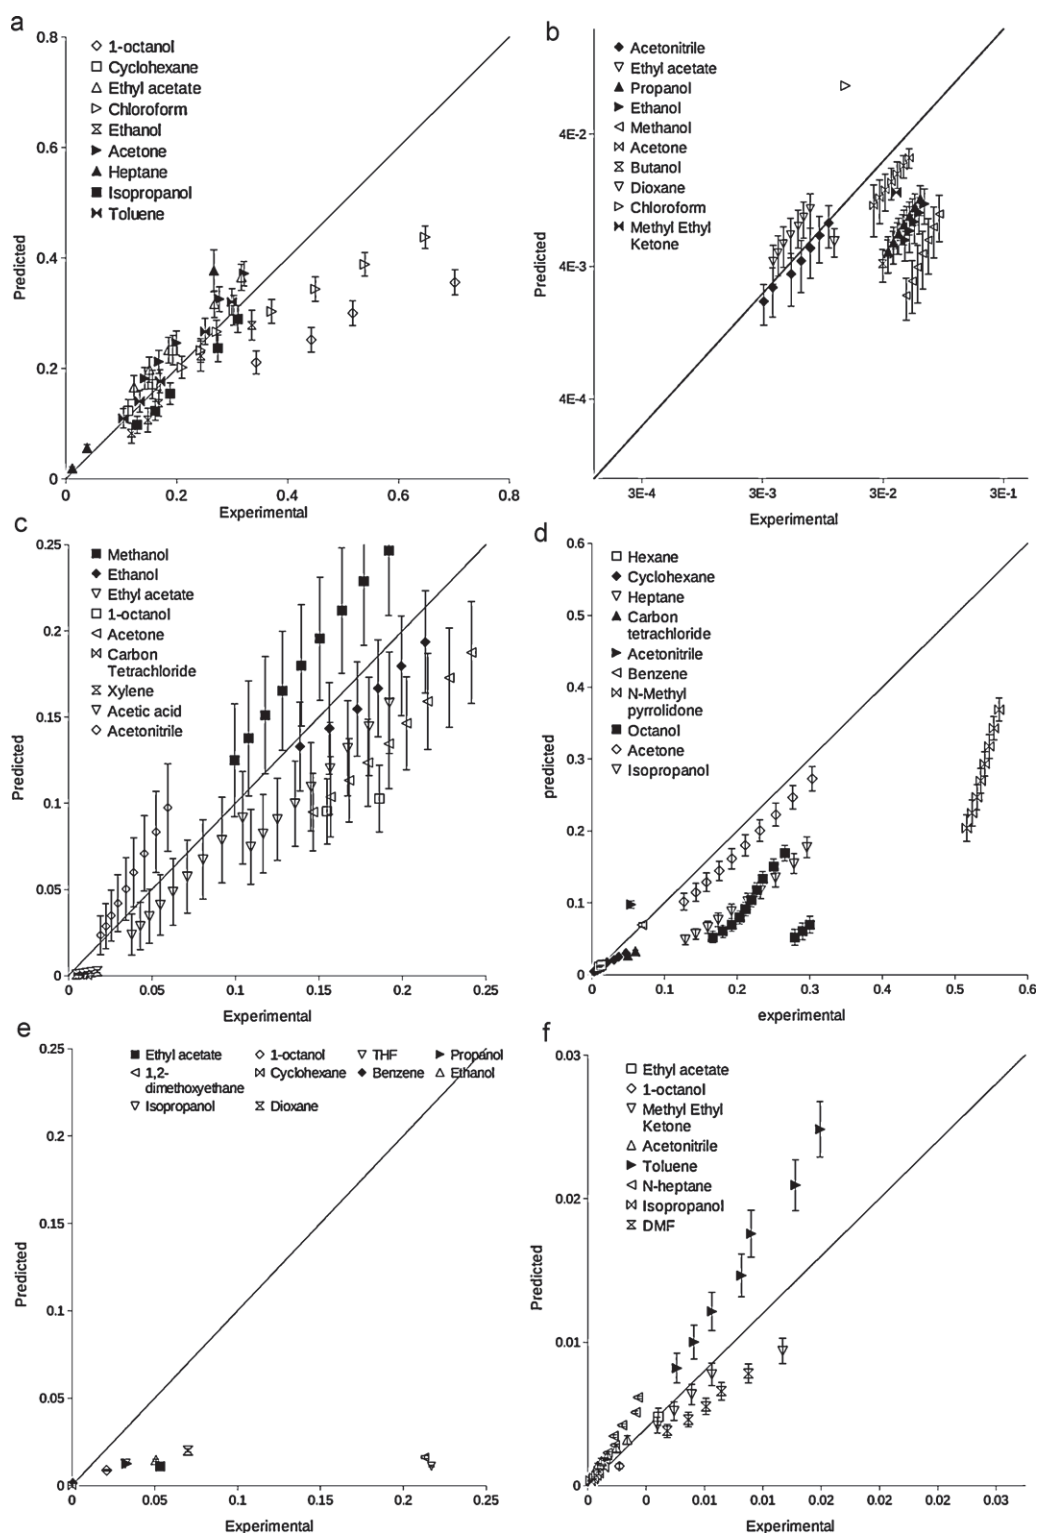 a
0.8
0.6
0.4
0.2
0
0
0.2
0.4
0.6
0.8
Predicted
Experimental
1-octanol
Cyclohexane
Ethyl acetate
Chloroform
Ethanol
Acetone
Heptane
Isopropanol
Toluene
b
4E-2
4E-3
4E-4
3E-4
3E-3
3E-2
3E-1
Predicted
Experimental
Acetonitrile
Ethyl acetate
Propanol
Ethanol
Methanol
Acetone
Butanol
Dioxane
Chloroform
Methyl Ethyl
Ketone
c
0.25
0.2
0.15
0.1
0.05
0
0
0.05
0.1
0.15
0.2
0.25
Predicted
Experimental
Methanol
Ethanol
Ethyl acetate
1-octanol
Acetone
Carbon
Tetrachloride
Xylene
Acetic acid
Acetonitrile
d
0.6
0.5
0.4
0.3
0.2
0.1
0
0
0.1
0.2
0.3
0.4
0.5
0.6
predicted
experimental
Hexane
Cyclohexane
Heptane
Carbon
tetrachloride
Acetonitrile
Benzene
N-Methyl
pyrrolidone
Octanol
Acetone
Isopropanol
e
0.25
0.2
0.15
0.1
0.05
0
0
0.05
0.1
0.15
0.2
0.25
Predicted
Experimental
Ethyl acetate
1-octanol
THF
Propanol
1,2-
dimethoxyethane
Cyclohexane
Benzene
Ethanol
Isopropanol
Dioxane
f
0.03
0.02
0.01
0
0
0
0.01
0.01
0.02
0.02
0.02
0.03
Predicted
Experimental
Ethyl acetate
1-octanol
Methyl Ethyl
Ketone
Acetonitrile
Toluene
N-heptane
Isopropanol
DMF